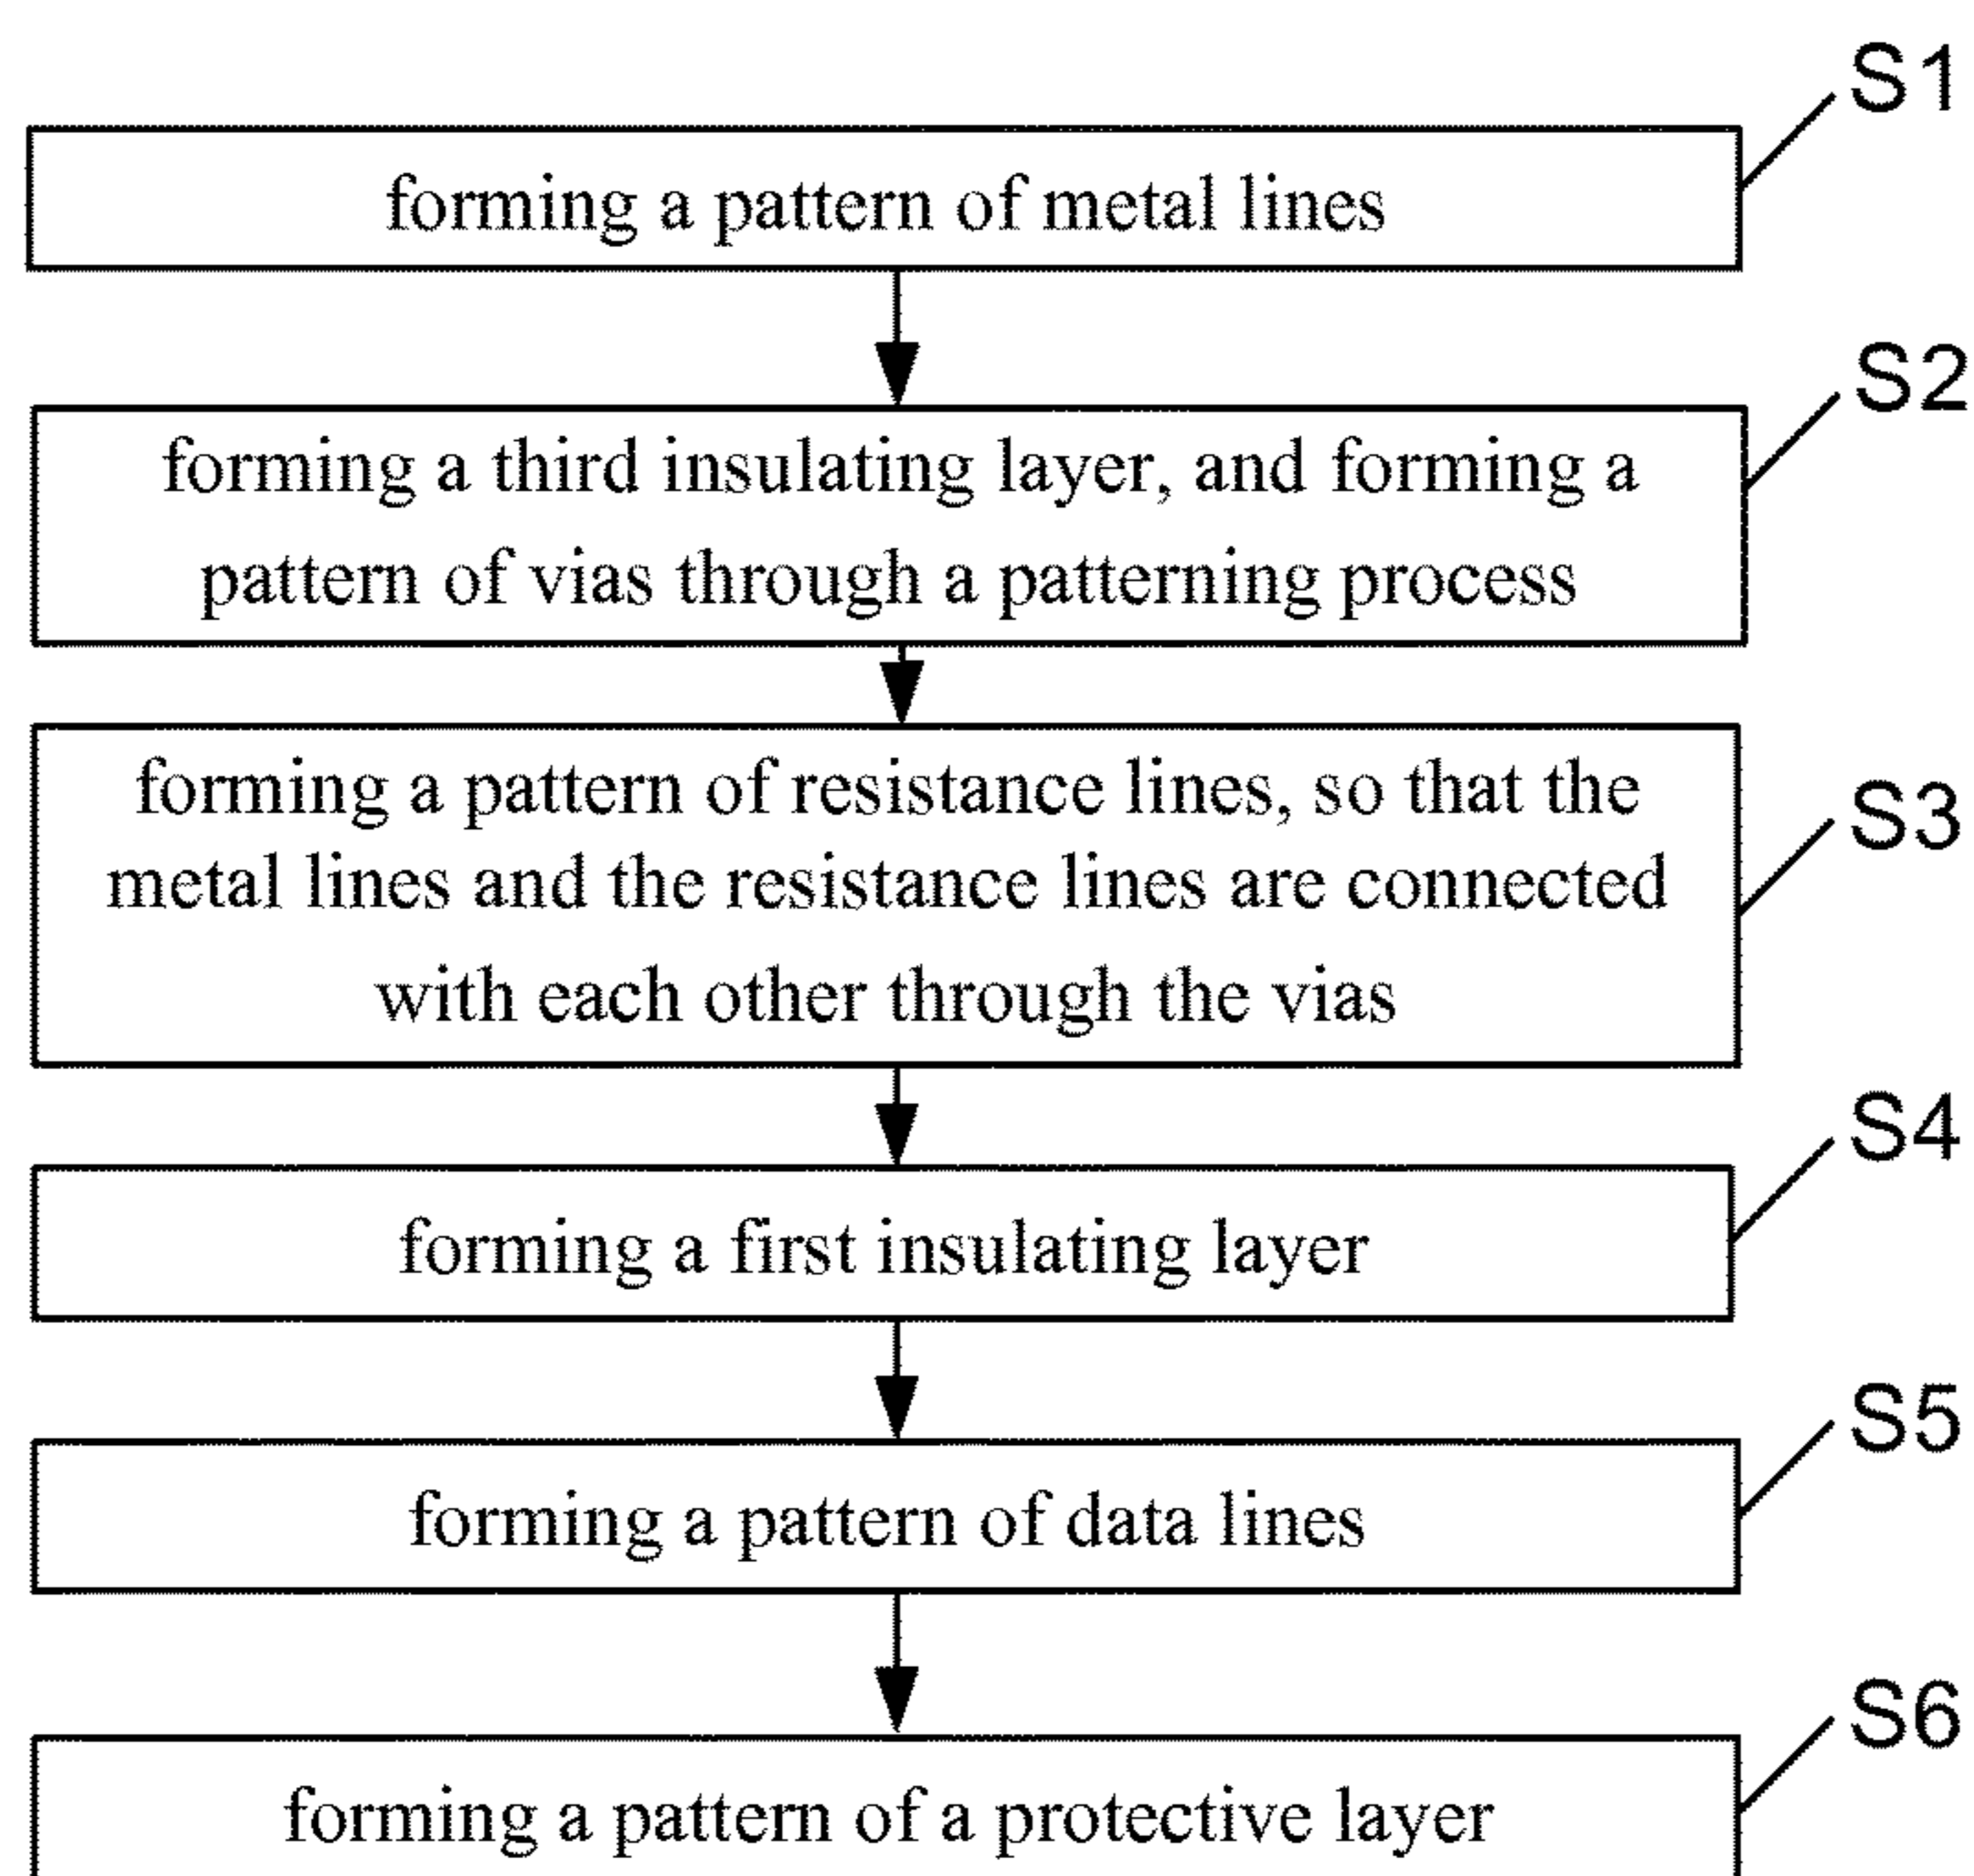 S1
forming a pattern of metal lines
S2
forming a third insulating layer, and forming a
pattern of vias through a patterning process
forming a pattern of resistance lines, so that the
S3
metal lines and the resistance lines are connected
with each other through the vias
S4
forming a first insulating layer
S5
forming a pattern of data lines
S6
forming a pattern of a protective layer